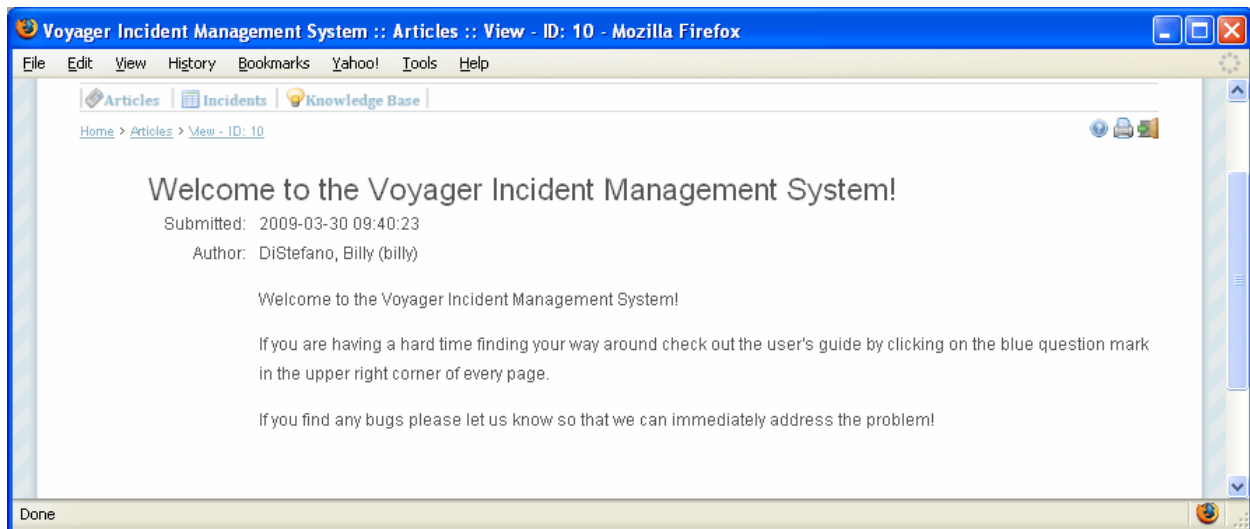 Voyager Incident Management System :: Articles :: View - ID: 10 - Mozilla Firefox
File Edit View History Bookmarks Yahoo! Tools Help
Articles Incidents Knowledge Base
Home > Articles > View - ID: 10
Welcome to the Voyager Incident Management System!
Submitted: 2009-03-30 09:40:23
Author: DiStefano, Billy (billy)
Welcome to the Voyager Incident Management System!
If you are having a hard time finding your way around check out the user's guide by clicking on the blue question mark
in the upper right corner of every page.
If you find any bugs please let us know so that we can immediately address the problem!
Done